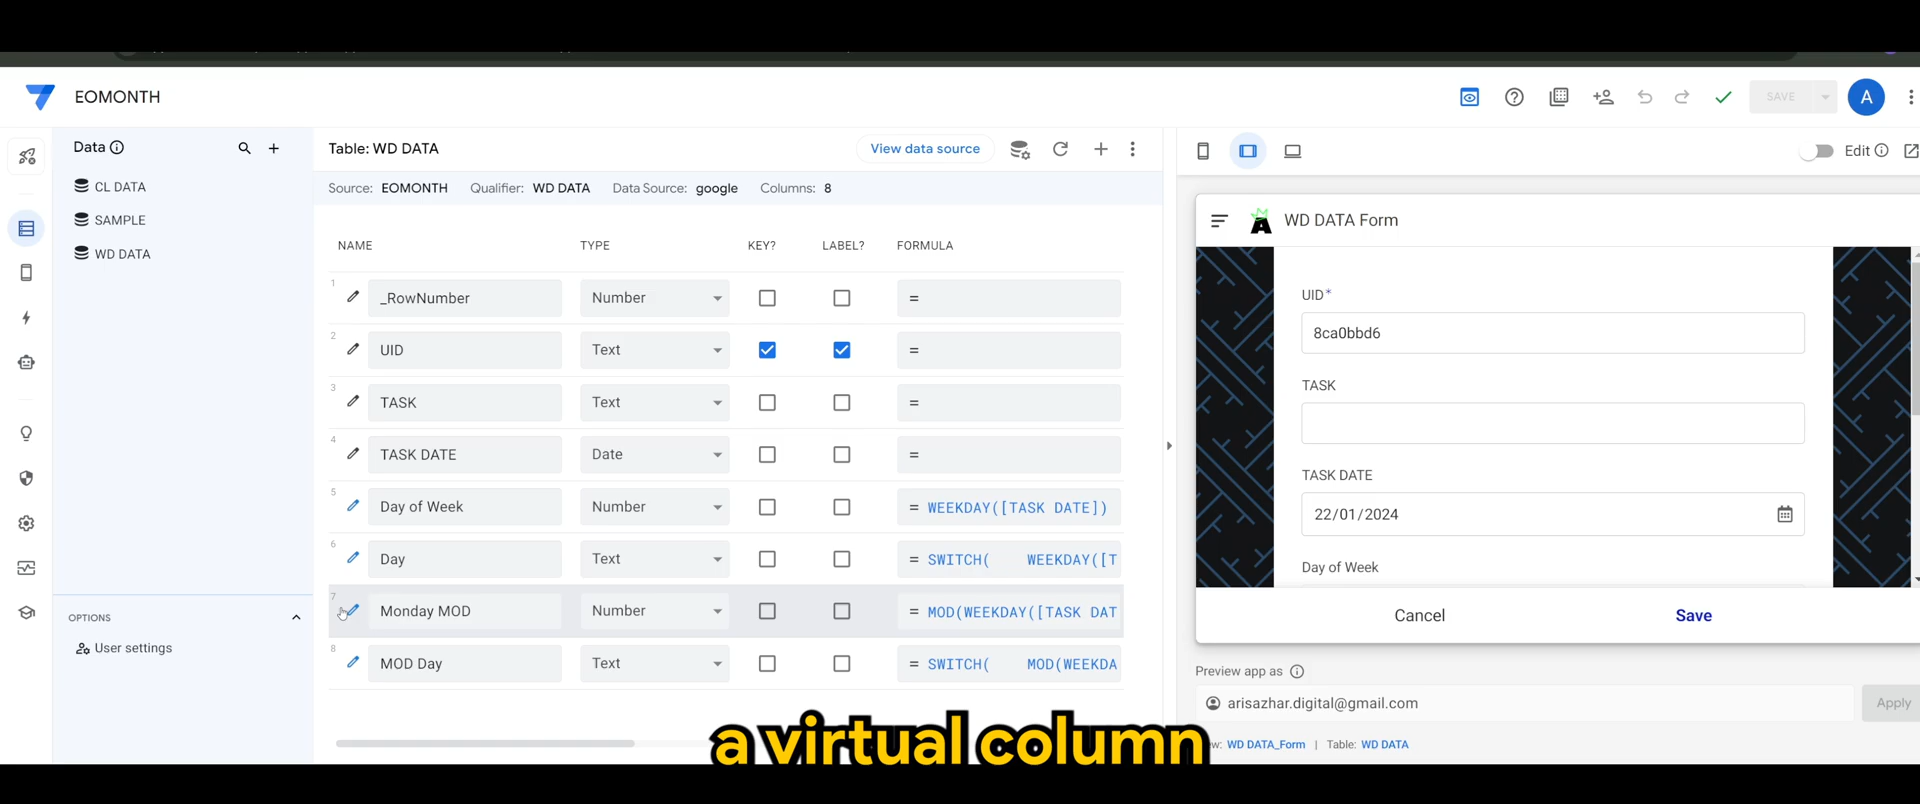 EOMONTH
SAVE
A
Data
CL DATA
SAMPLE
WD DATA
OPTIONS
User settings
Table: WD DATA
View data source
Source: EOMONTH Qualifier: WD DATA Data Source: google Columns: 8
NAME TYPE KEY? LABEL? FORMULA
1 _RowNumber Number =
2 UID Text =
3 TASK Text =
4 TASK DATE Date =
5 Day of Week Number = WEEKDAY([TASK DATE])
6 Day Text = SWITCH( WEEKDAY([T
7 Monday MOD Number = MOD(WEEKDAY([TASK DAT
8 MOD Day Text = SWITCH( MOD(WEEKDA
Edit
WD DATA Form
UID*
8ca0bbd6
TASK
TASK DATE
22/01/2024
Day of Week
Cancel Save
Preview app as
arisazhar.digital@gmail.com
Apply
WD DATA_Form | Table: WD DATA
a virtual column